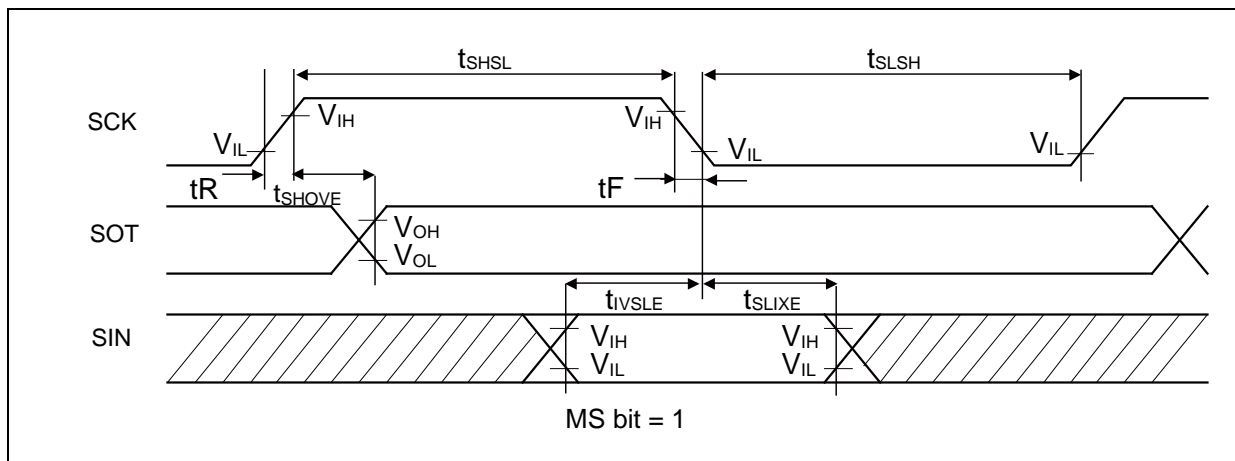 tSHSL tSLSH
SCK VIH VIH
VIL VIL VIL
tR tSHOVE tF
SOT VOH
VOL
tIVSLE tSLIXE
SIN VIH VIH
VIL VIL
MS bit = 1